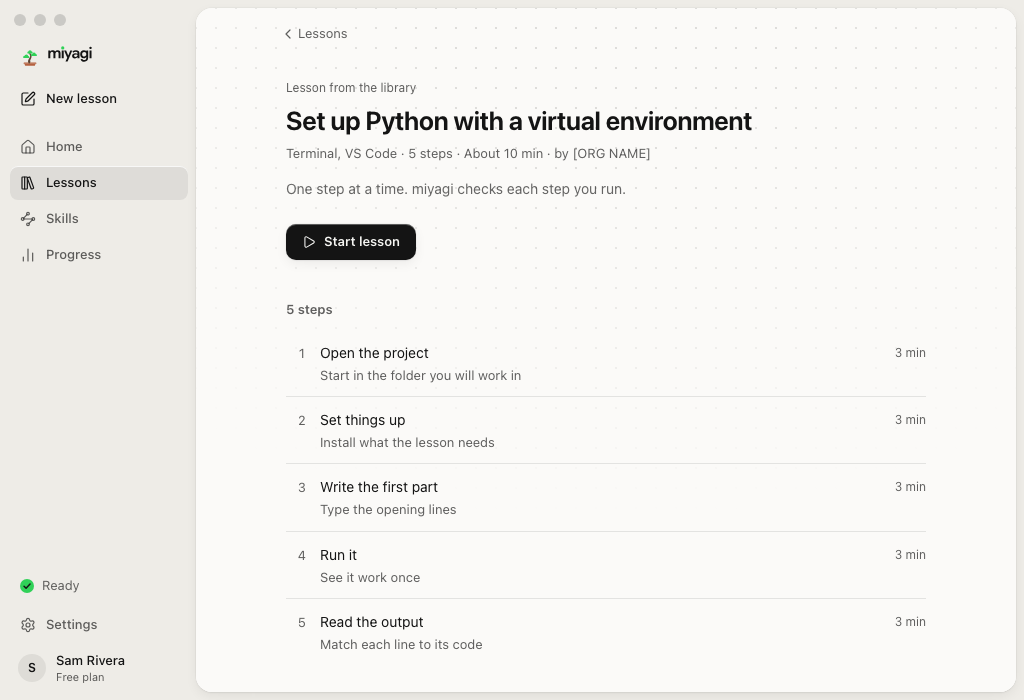 miyagi
New lesson
Home
Lessons
Skills
Progress
Ready
Settings
S
Sam Rivera
Free plan
Lessons
Lesson from the library
Set up Python with a virtual environment
Terminal, VS Code · 5 steps · About 10 min · by [ORG NAME]
One step at a time. miyagi checks each step you run.
Start lesson
5 steps
1 Open the project 3 min
Start in the folder you will work in
2 Set things up 3 min
Install what the lesson needs
3 Write the first part 3 min
Type the opening lines
4 Run it 3 min
See it work once
5 Read the output 3 min
Match each line to its code